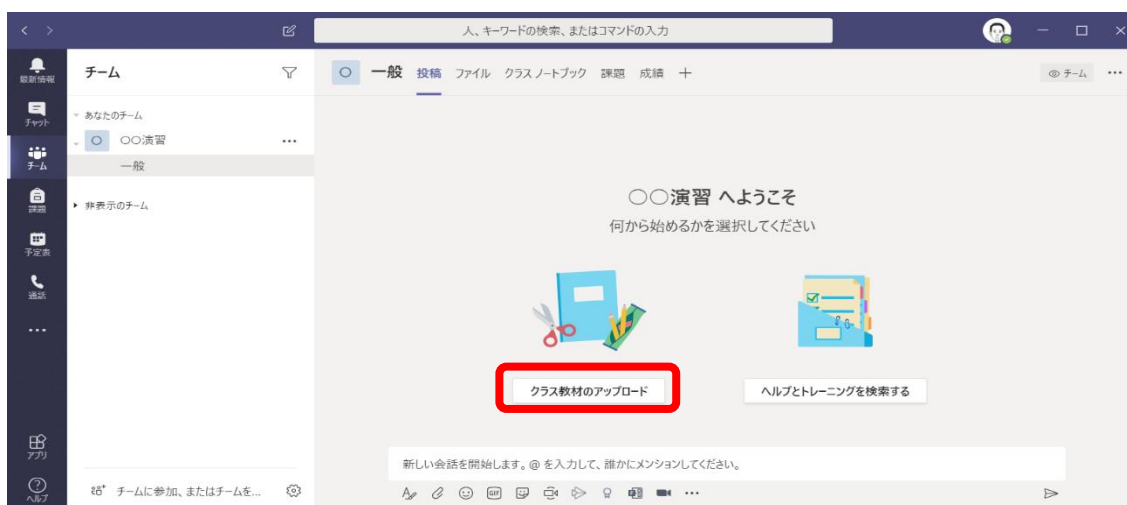 人、キーワードの検索、またはコマンドの入力
最新情報
チャット
チーム
課題
予定表
通話
アプリ
ヘルプ
チーム
あなたのチーム
〇 〇〇演習
一般
非表示のチーム
チームに参加、またはチームを...
〇 一般 投稿 ファイル クラス ノートブック 課題 成績
チーム
〇〇演習 へようこそ
何から始めるかを選択してください
クラス教材のアップロード
ヘルプとトレーニングを検索する
新しい会話を開始します。@ を入力して、誰かにメンションしてください。
GIF